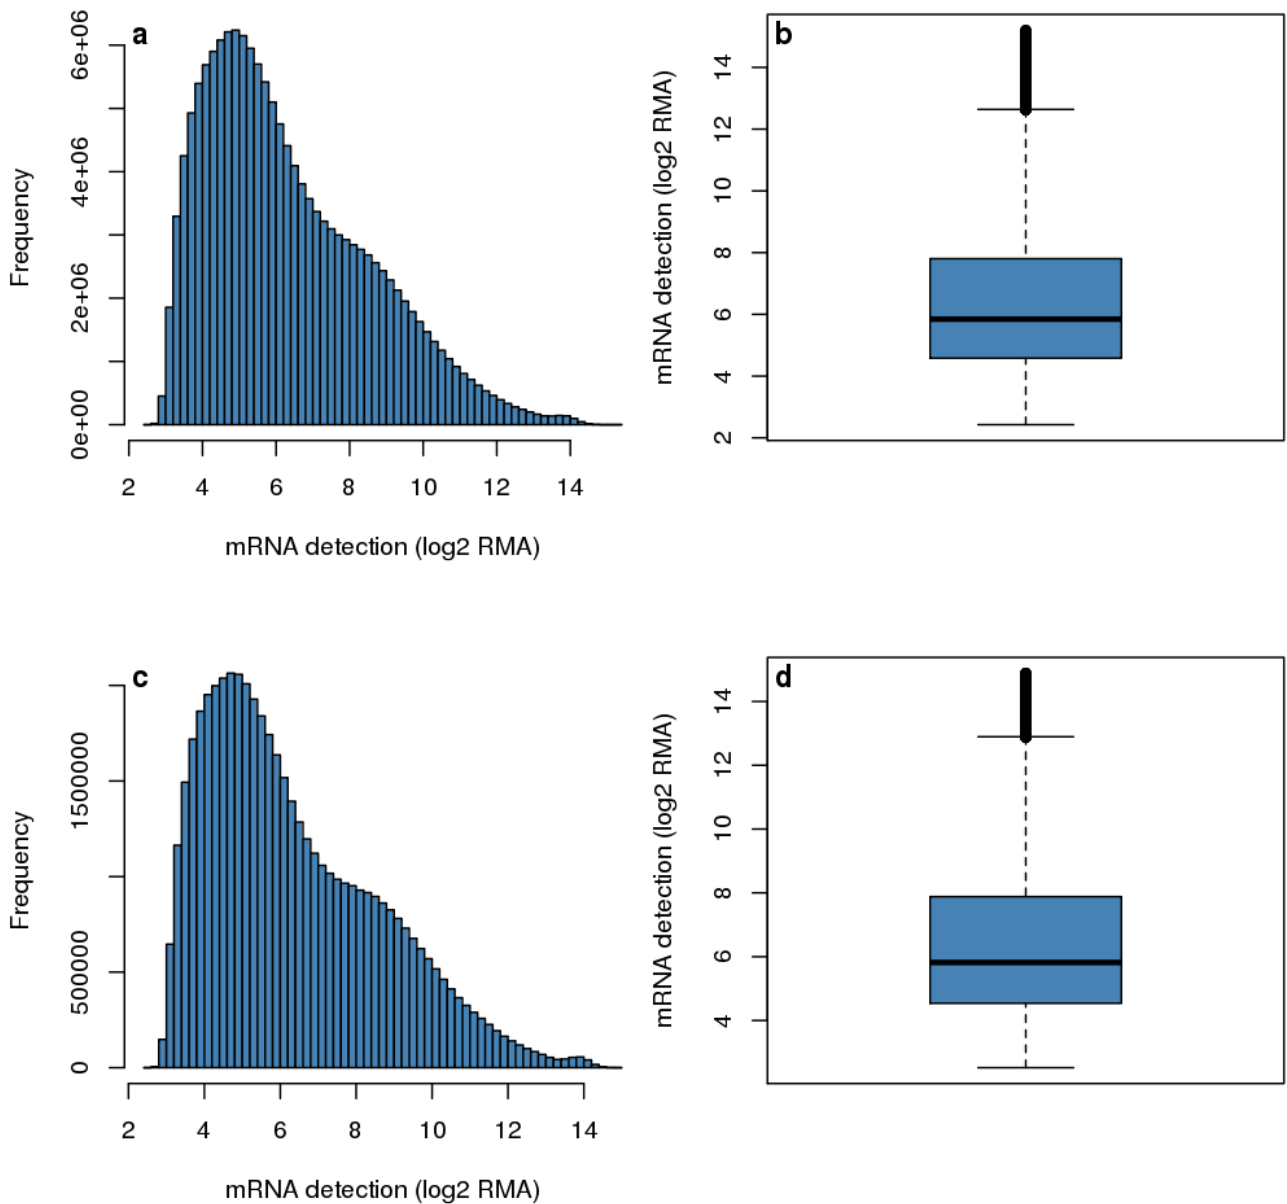 a
Frequency
6e+06
4e+06
2e+06
0e+00
2 4 6 8 10 12 14
mRNA detection (log2 RMA)
b
mRNA detection (log2 RMA)
14
12
10
8
6
4
2
c
Frequency
1500000
500000
0
2 4 6 8 10 12 14
mRNA detection (log2 RMA)
d
mRNA detection (log2 RMA)
14
12
10
8
6
4